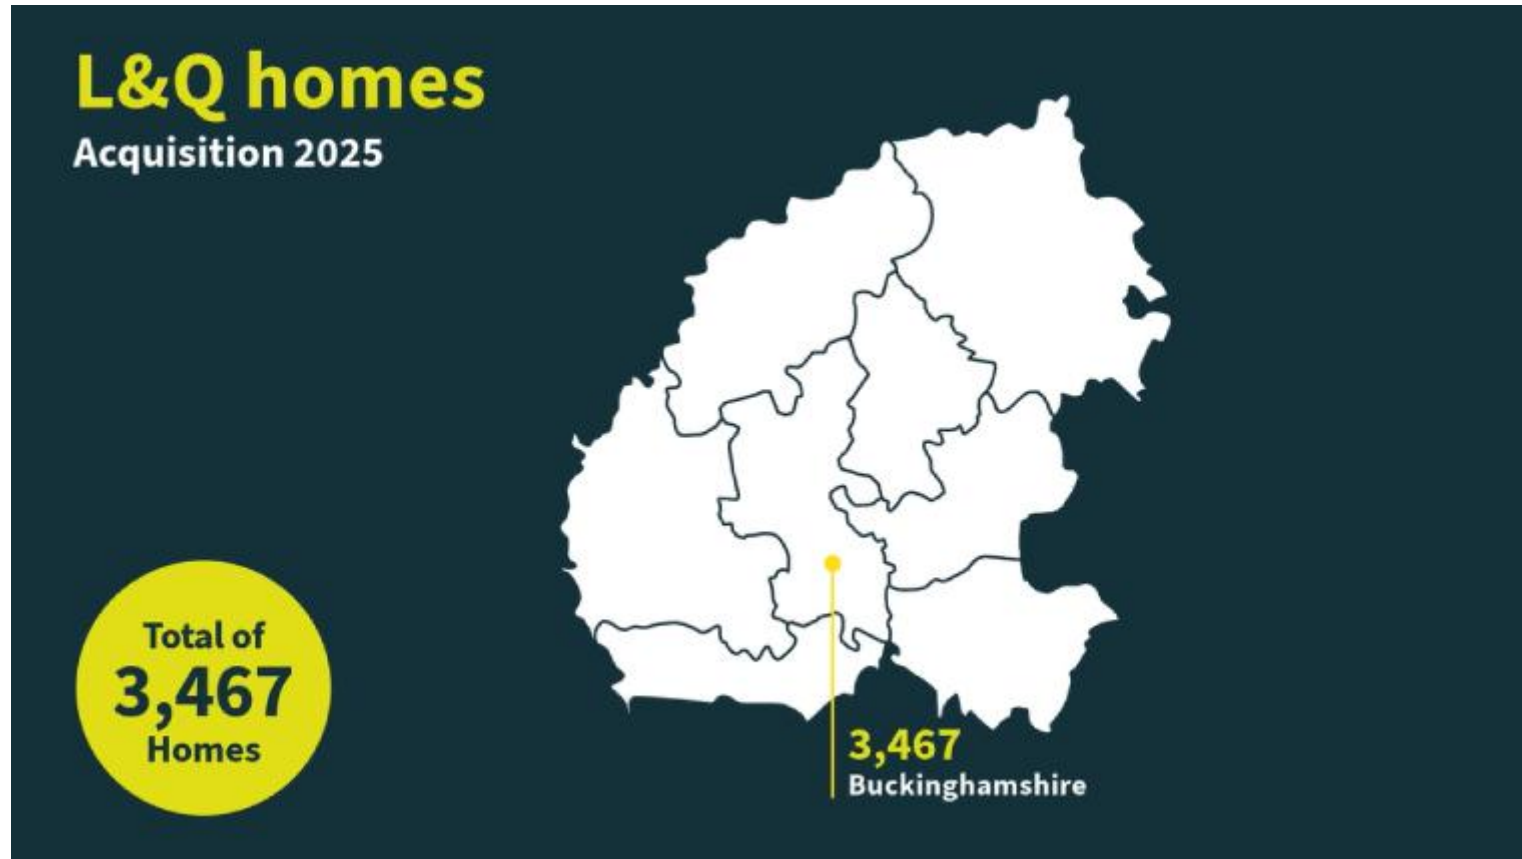 L&Q homes
Acquisition 2025
Total of
3,467
Homes
3,467
Buckinghamshire